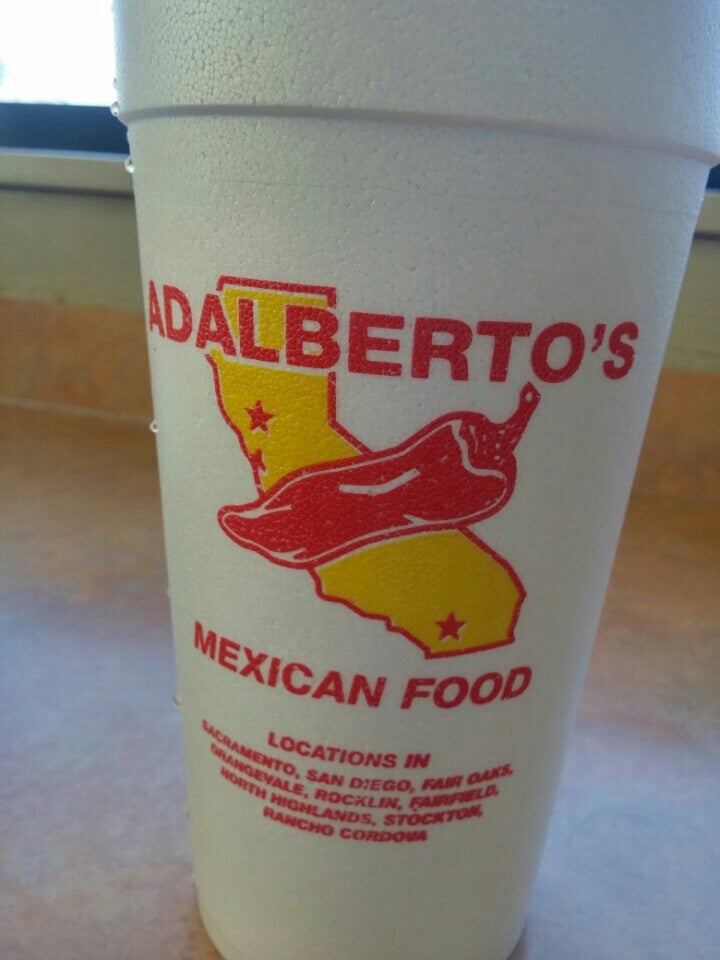 ADALBERTO'S
MEXICAN FOOD
LOCATIONS IN
SACRAMENTO, SAN DIEGO, FAIR OAKS,
ORANGEVALE, ROCKLIN, FAIRFIELD,
NORTH HIGHLANDS, STOCKTON,
RANCHO CORDOVA